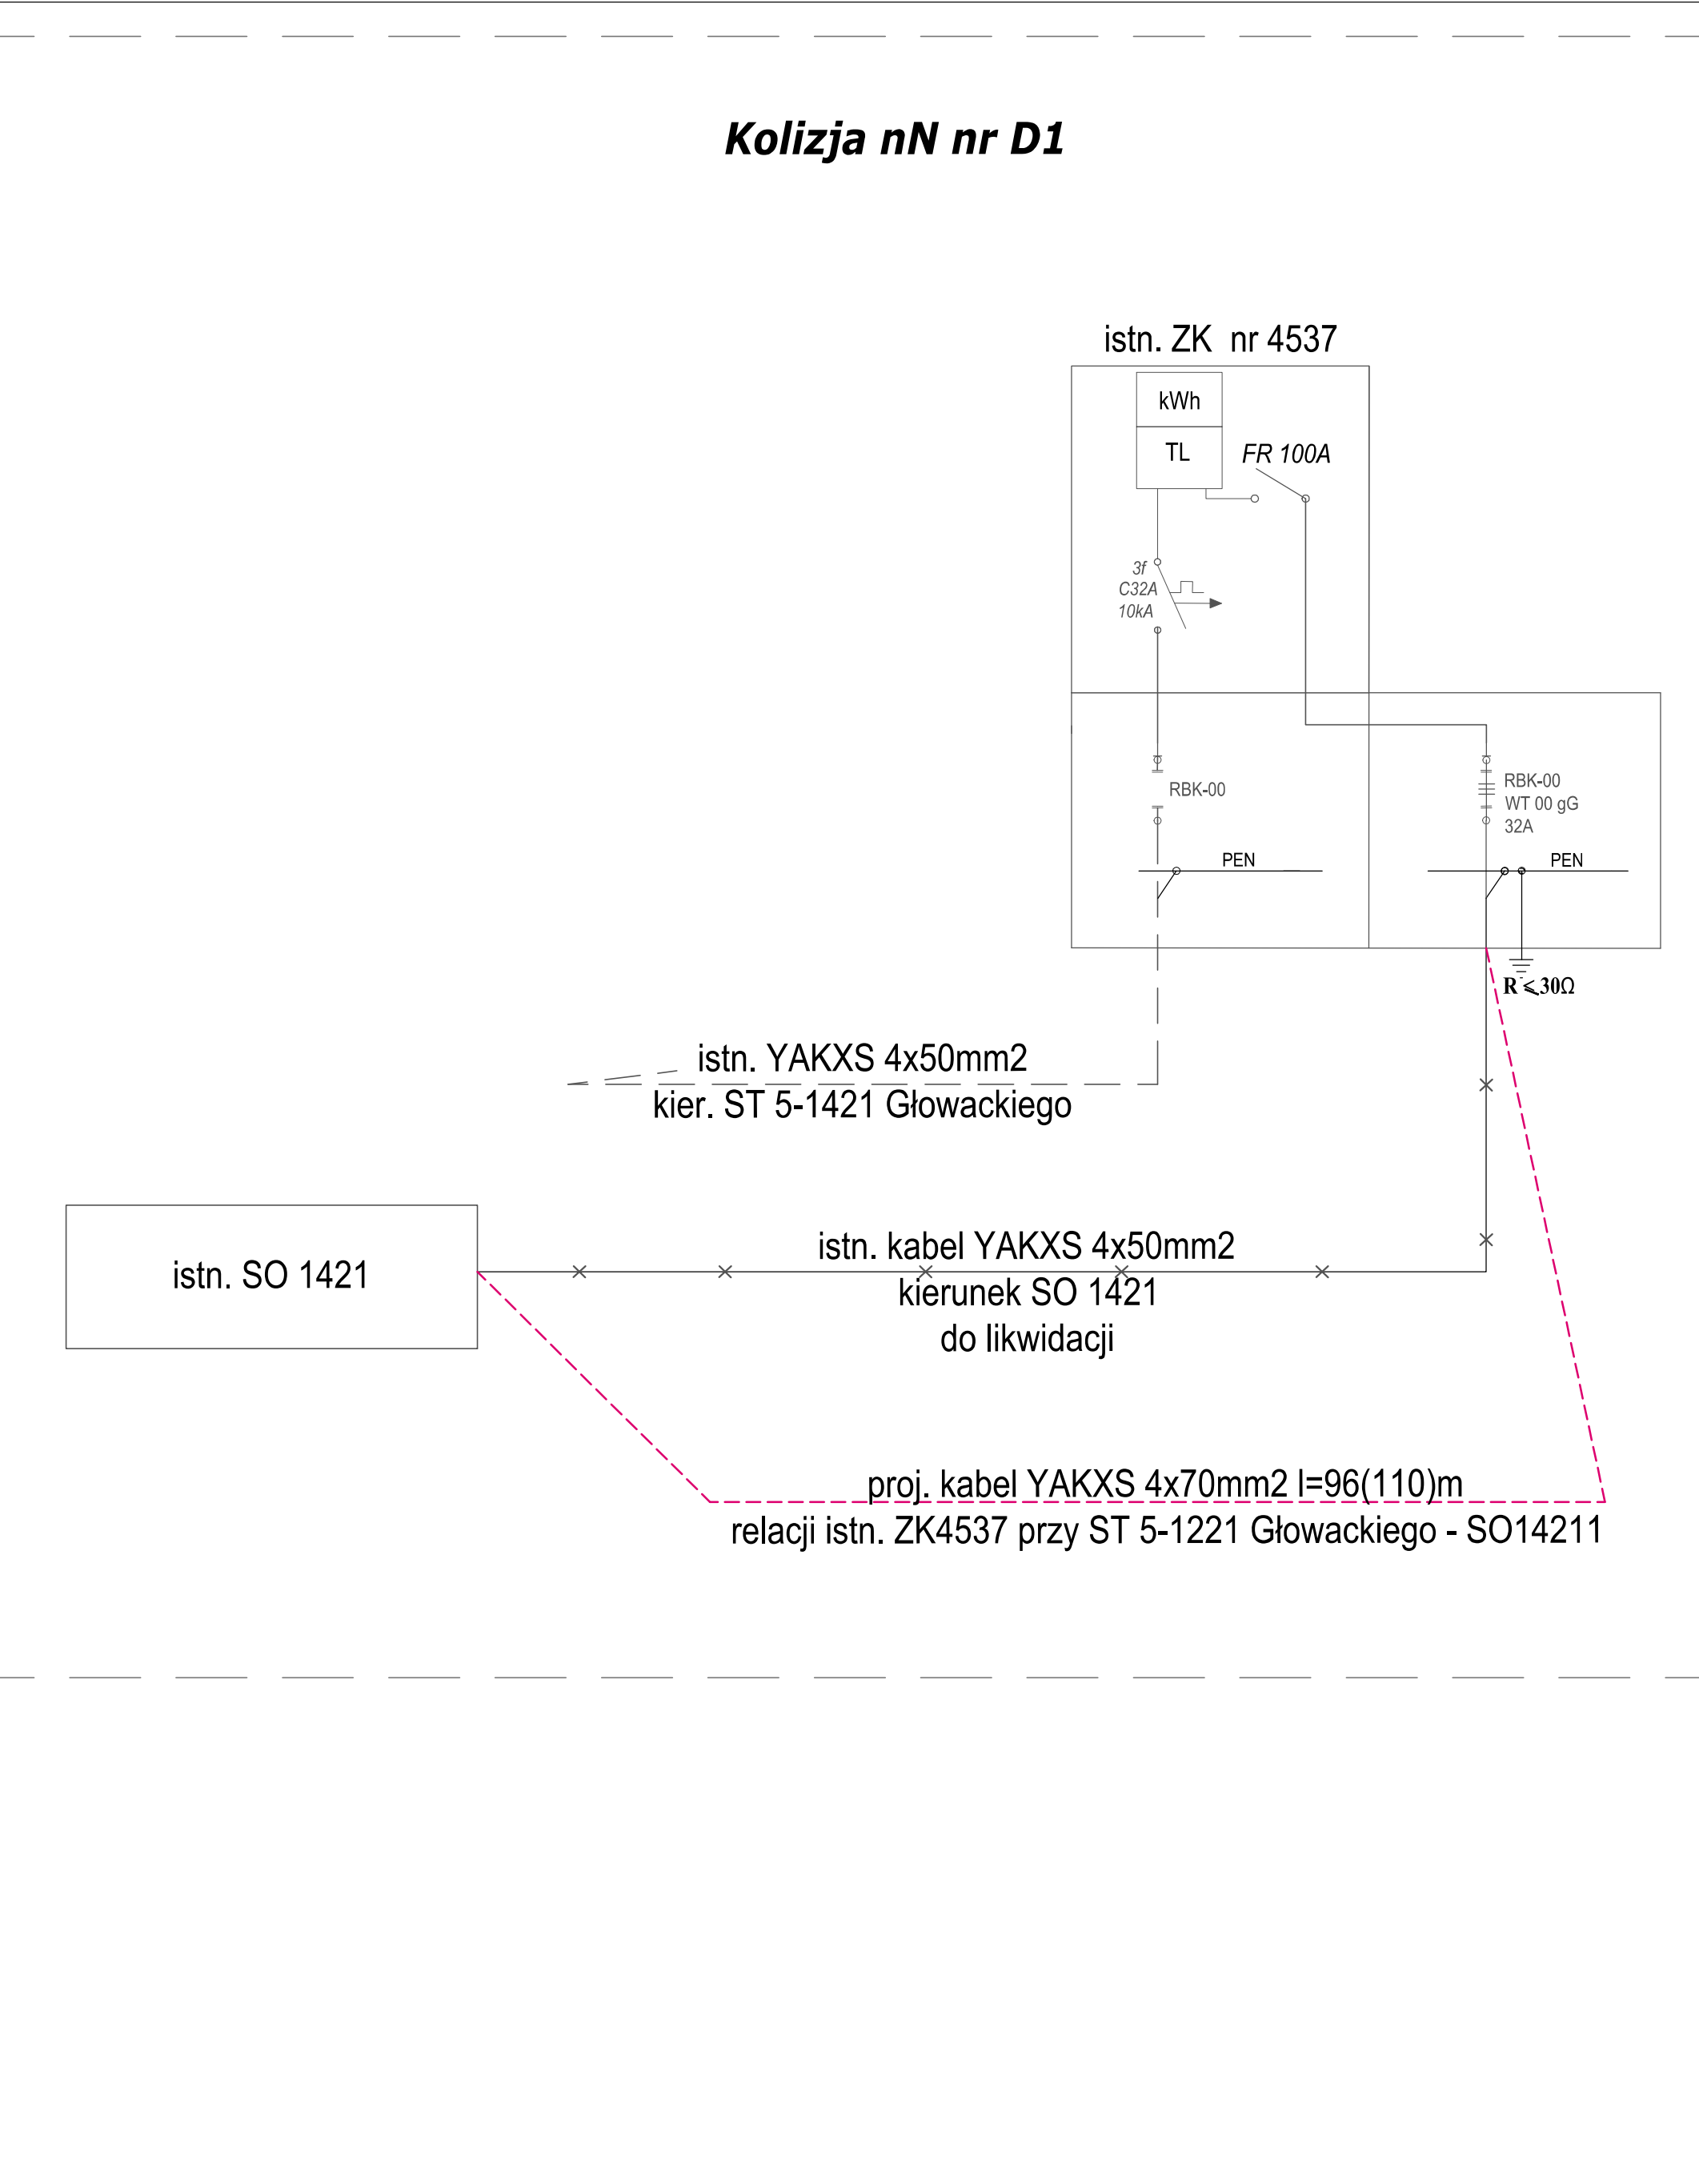 Kolizja nN nr D1
istn. ZK nr 4537
kWh
TL
FR 100A
3f
C32A
10kA
RBK-00
RBK-00
WT 00 gG
32A
PEN
PEN
R ⩽ 30Ω
istn. YAKXS 4x50mm2
kier. ST 5-1421 Głowackiego
istn. SO 1421
istn. kabel YAKXS 4x50mm2
kierunek SO 1421
do likwidacji
proj. kabel YAKXS 4x70mm2 l=96(110)m
relacji istn. ZK4537 przy ST 5-1221 Głowackiego - SO14211